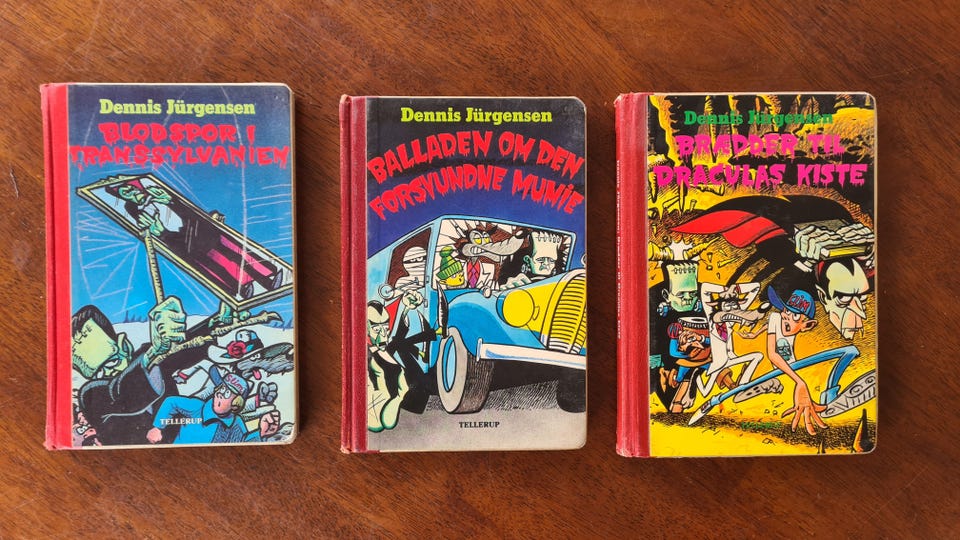 Dennis Jürgensen
BLODSPOR I
TRANSSYLVANIEN
TELLERUP
Dennis Jürgensen
BALLADEN OM DEN
FORSVUNDNE MUMIE
TELLERUP
Dennis Jürgensen
BRÆDDER TIL
DRACULAS KISTE